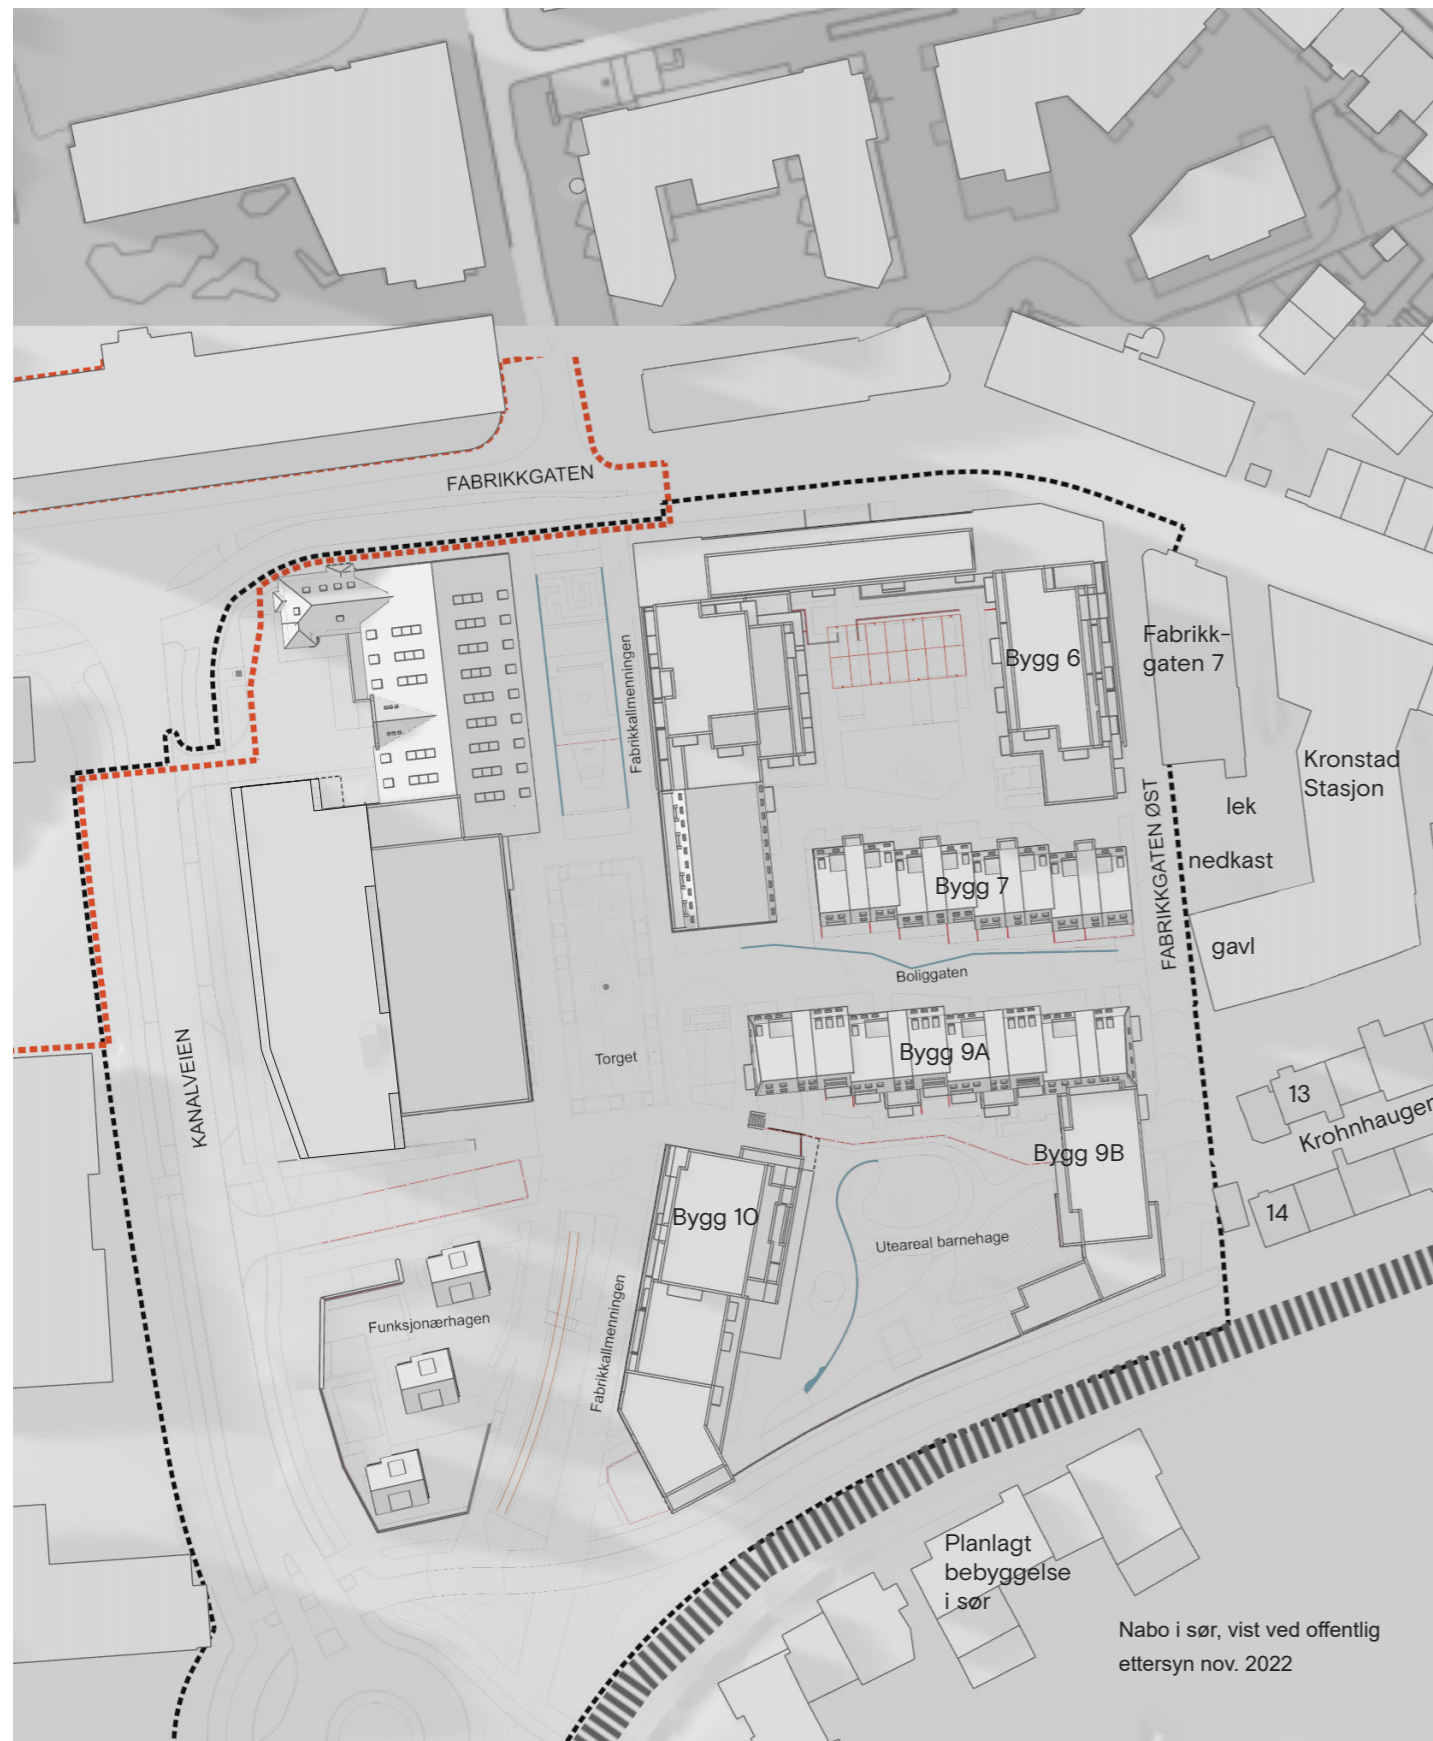 FABRIKKGATEN
Fabrikkallmenningen
Bygg 6
Fabrikk-
gaten 7
Kronstad
Stasjon
lek
nedkast
gavl
FABRIKKGATEN ØST
Bygg 7
Boliggaten
Bygg 9A
Torget
KANALVEIEN
13
Krohnhaugen
14
Bygg 9B
Bygg 10
Uteareal barnehage
Funksjonærhagen
Fabrikkallmenningen
Planlagt
bebyggelse
i sør
Nabo i sør, vist ved offentlig
ettersyn nov. 2022